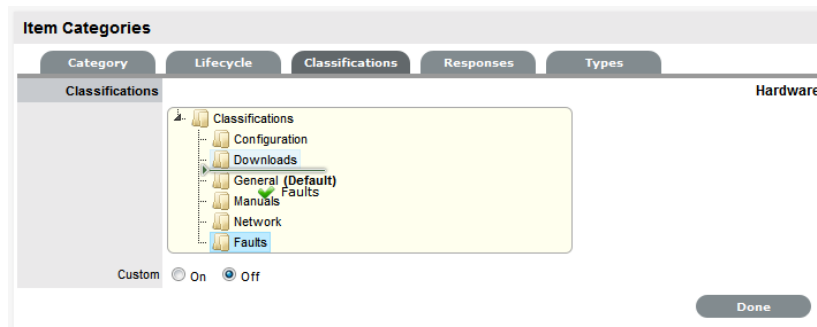 Item Categories
Category Lifecycle Classifications Responses Types
Classifications Hardware
Classifications
Configuration
Downloads
General (Default)
Faults
Manuals
Network
Faults
Custom On Off
Done